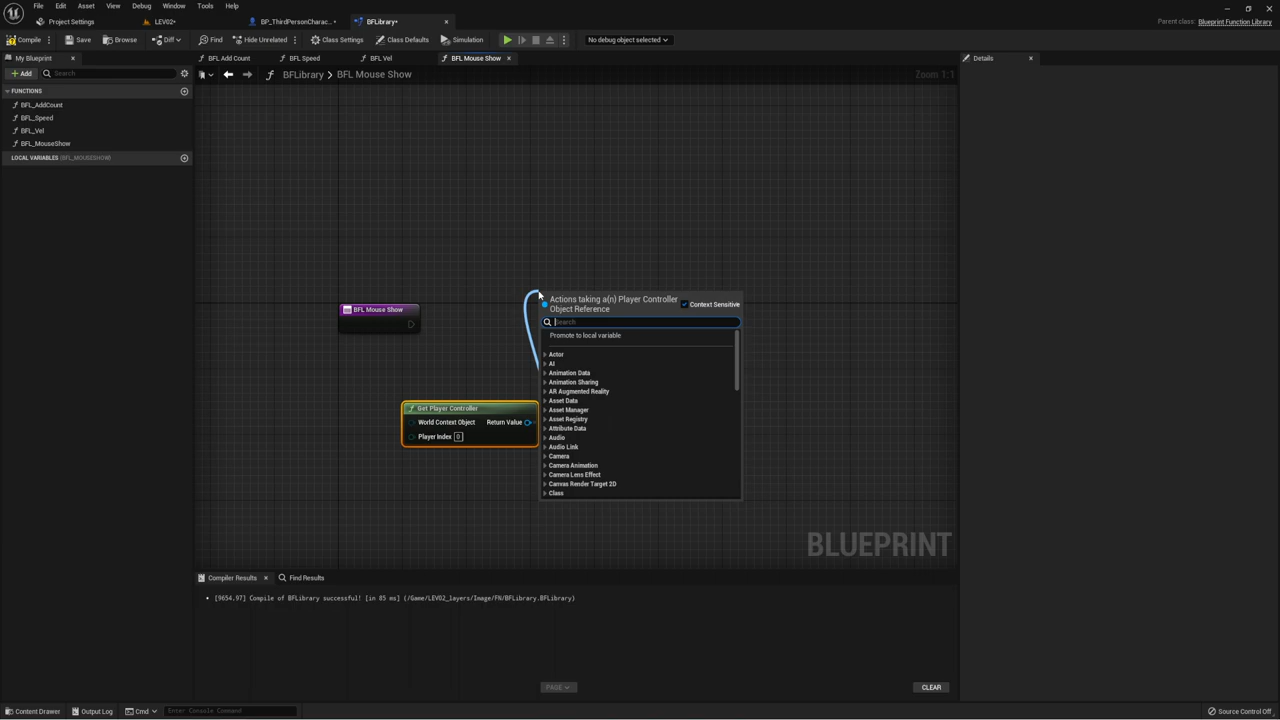 File Edit Asset View Debug Window Tools Help
Project Settings LEV02* BP_ThirdPersonCharac...* BFLibrary*
Parent class: Blueprint Function Library
Compile Save Browse Diff Find Hide Unrelated Class Settings Class Defaults Simulation No debug object selected
My Blueprint BFL Add Count BFL Speed BFL Vel BFL Mouse Show Details
Add Search BFLibrary > BFL Mouse Show Zoom 1:1
FUNCTIONS
BFL_AddCount
BFL_Speed
BFL_Vel
BFL_MouseShow
LOCAL VARIABLES (BFL_MOUSESHOW)
BFL Mouse Show
Get Player Controller
World Context Object Return Value
Player Index 0
Actions taking a(n) Player Controller
Object Reference
Context Sensitive
Search
Promote to local variable
Actor
AI
Animation Data
Animation Sharing
AR Augmented Reality
Asset Data
Asset Manager
Asset Registry
Attribute Data
Audio
Audio Link
Camera
Camera Animation
Camera Lens Effect
Canvas Render Target 2D
Class
BLUEPRINT
Compiler Results Find Results
[9654.97] Compile of BFLibrary successful! [in 85 ms] (/Game/LEV02_layers/Image/FN/BFLibrary.BFLibrary)
PAGE CLEAR
Content Drawer Output Log Cmd Enter Console Command Source Control Off